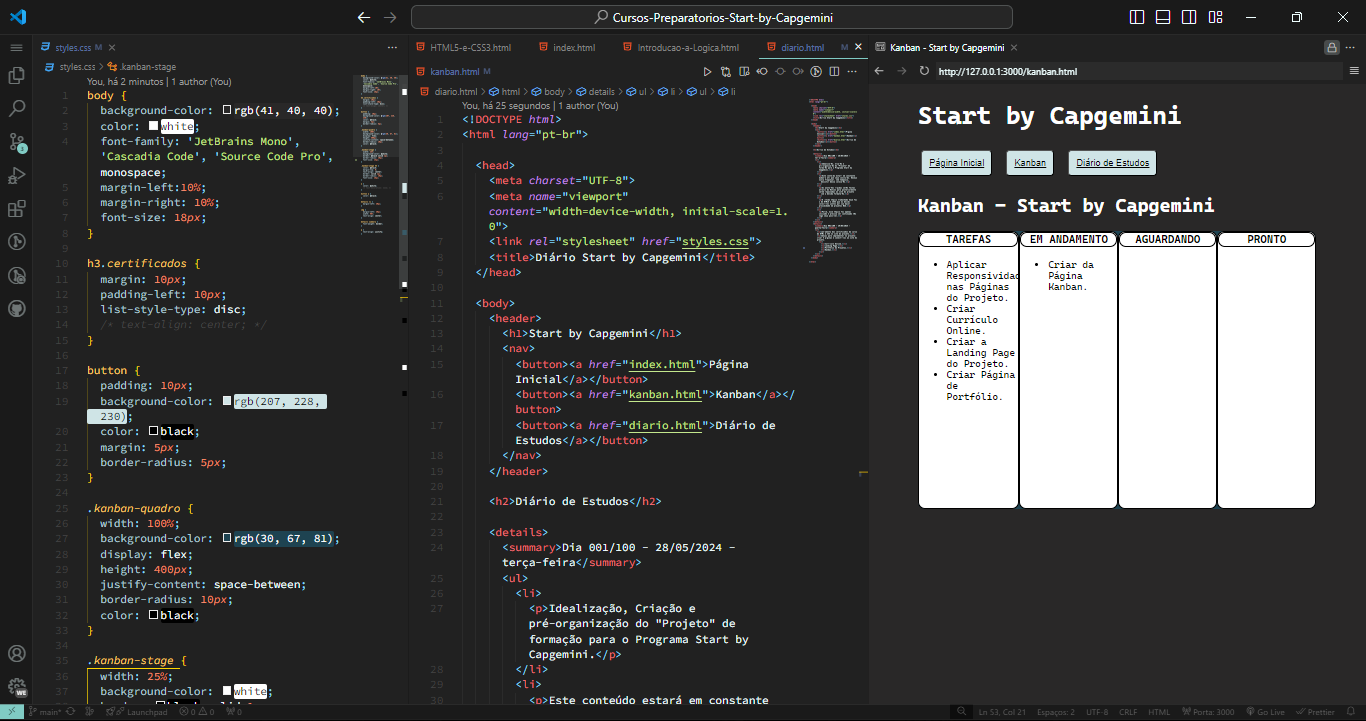 Cursos-Preparatorios-Start-by-Capgemini
styles.css M
styles.css > .kanban-stage
You, há 2 minutos | 1 author (You)
1 body {
2 background-color: rgb(41, 40, 40);
3 color: white;
4 font-family: 'JetBrains Mono',
'Cascadia Code', 'Source Code Pro',
monospace;
5 margin-left:10%;
6 margin-right: 10%;
7 font-size: 18px;
8 }
9
10 h3.certificados {
11 margin: 10px;
12 padding-left: 10px;
13 list-style-type: disc;
14 /* text-align: center; */
15 }
16
17 button {
18 padding: 10px;
19 background-color: rgb(207, 228,
230);
20 color: black;
21 margin: 5px;
22 border-radius: 5px;
23 }
24
25 .kanban-quadro {
26 width: 100%;
27 background-color: rgb(30, 67, 81);
28 display: flex;
29 height: 400px;
30 justify-content: space-between;
31 border-radius: 10px;
32 color: black;
33 }
34
35 .kanban-stage {
36 width: 25%;
37 background-color: white;
HTML5-e-CSS3.html
index.html
Introducao-a-Logica.html
diario.html M
kanban.html M
diario.html > html > body > details > ul > li > ul > li
You, há 25 segundos | 1 author (You)
1 <!DOCTYPE html>
2 <html lang="pt-br">
3
4 <head>
5 <meta charset="UTF-8">
6 <meta name="viewport"
content="width=device-width, initial-scale=1.
0">
7 <link rel="stylesheet" href="styles.css">
8 <title>Diário Start by Capgemini</title>
9 </head>
10
11 <body>
12 <header>
13 <h1>Start by Capgemini</h1>
14 <nav>
15 <button><a href="index.html">Página
Inicial</a></button>
16 <button><a href="kanban.html">Kanban</a></
button>
17 <button><a href="diario.html">Diário de
Estudos</a></button>
18 </nav>
19 </header>
20
21 <h2>Diário de Estudos</h2>
22
23 <details>
24 <summary>Dia 001/100 - 28/05/2024 -
terça-feira</summary>
25 <ul>
26 <li>
27 <p>Idealização, Criação e
pré-organização do "Projeto" de
formação para o Programa Start by
Capgemini.</p>
28 </li>
29 <li>
30 <p>Este conteúdo estará em constante
Kanban - Start by Capgemini
http://127.0.0.1:3000/kanban.html
Start by Capgemini
Página Inicial
Kanban
Diário de Estudos
Kanban - Start by Capgemini
TAREFAS
Aplicar
Responsividad
nas Páginas
do Projeto.
Criar
Currículo
Online.
Criar a
Landing Page
do Projeto.
Criar Página
de
Portfólio.
EM ANDAMENTO
Criar da
Página
Kanban.
AGUARDANDO
PRONTO
1
WE
main*
Launchpad
0 0
0
Ln 53, Col 21
Espaços: 2
UTF-8
CRLF
HTML
Porta: 3000
Go Live
Prettier